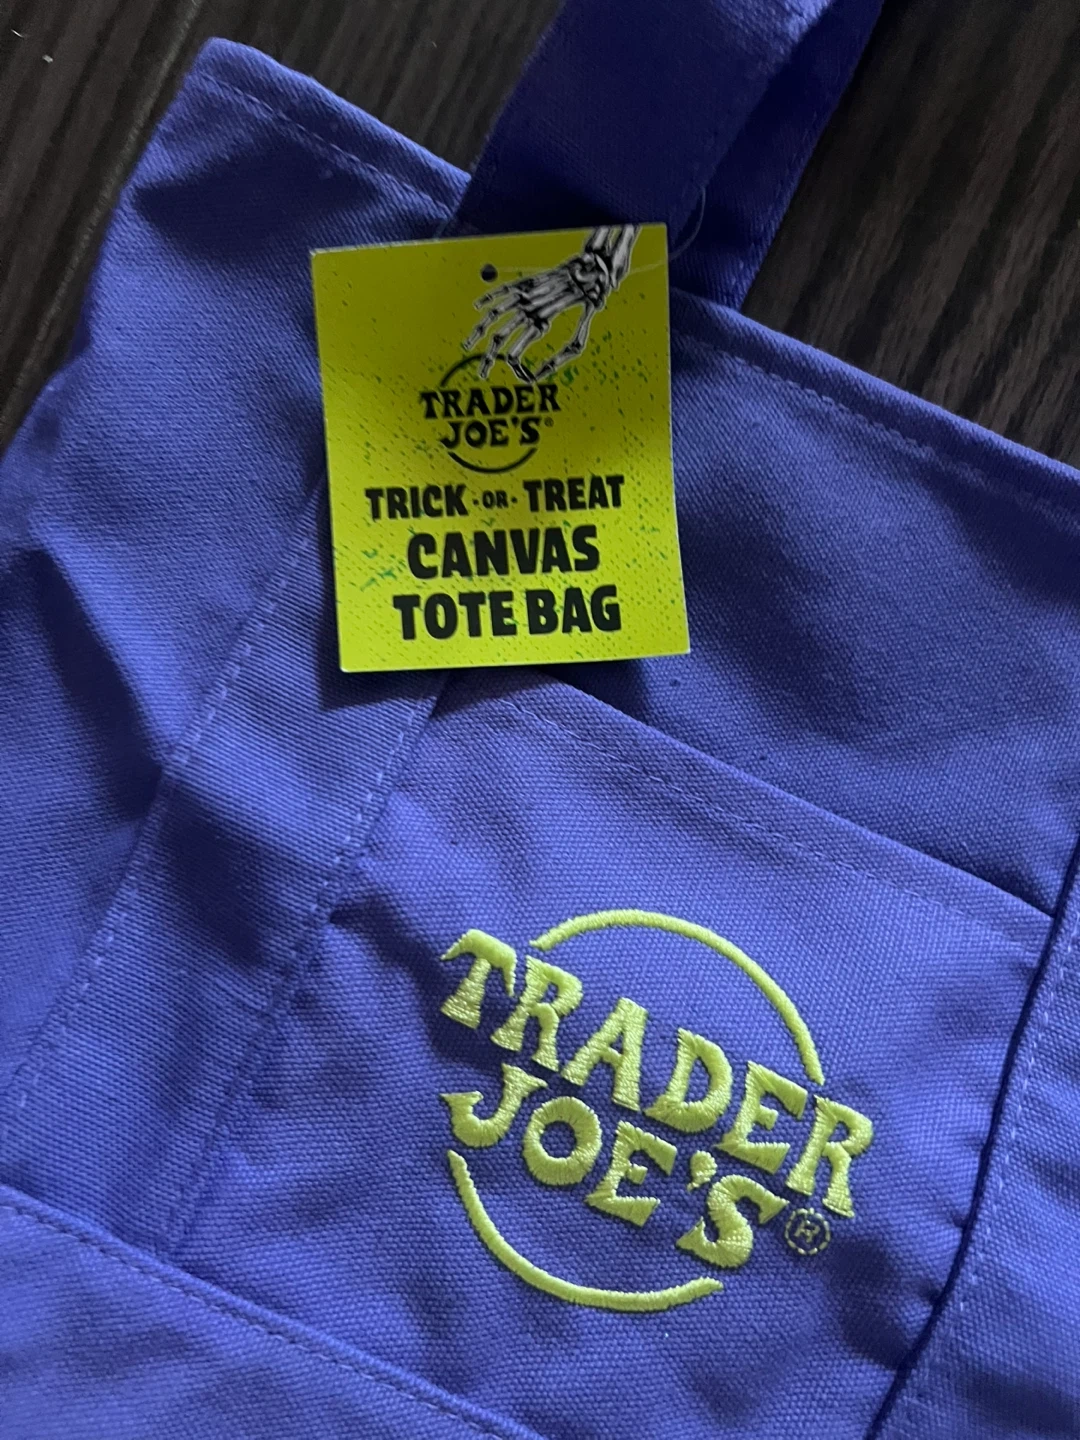 TRADER
JOE'S®
TRICK-OR-TREAT
CANVAS
TOTE BAG
TRADER
JOE'S®